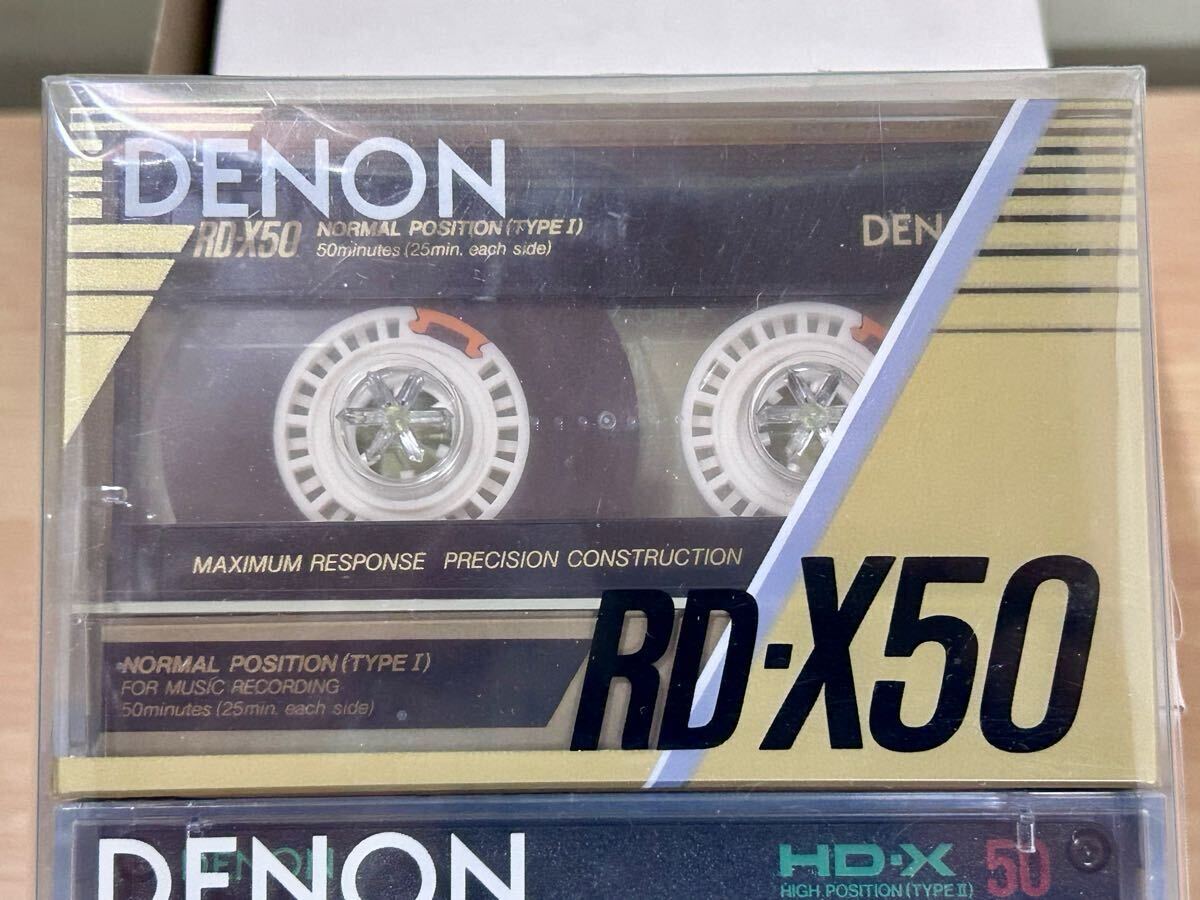 DENON
RD-X50 NORMAL POSITION (TYPE I)
50minutes (25min. each side)
DEN
MAXIMUM RESPONSE PRECISION CONSTRUCTION
RD-X50
NORMAL POSITION (TYPE I)
FOR MUSIC RECORDING
50minutes (25min. each side)
DENON
DENON
HD-X 50
HIGH POSITION (TYPE II)